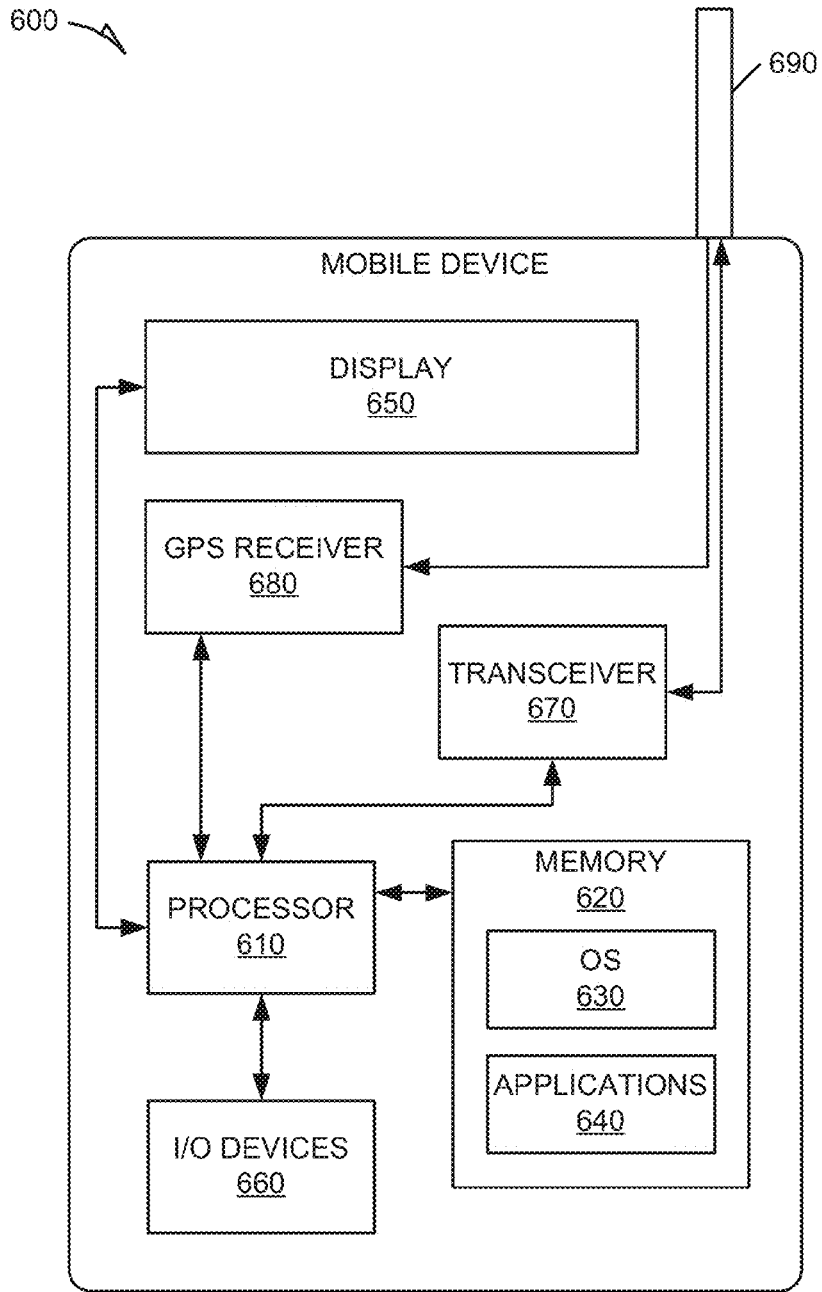 600
690
MOBILE DEVICE
DISPLAY
650
GPS RECEIVER
680
TRANSCEIVER
670
PROCESSOR
610
MEMORY
620
OS
630
APPLICATIONS
640
I/O DEVICES
660